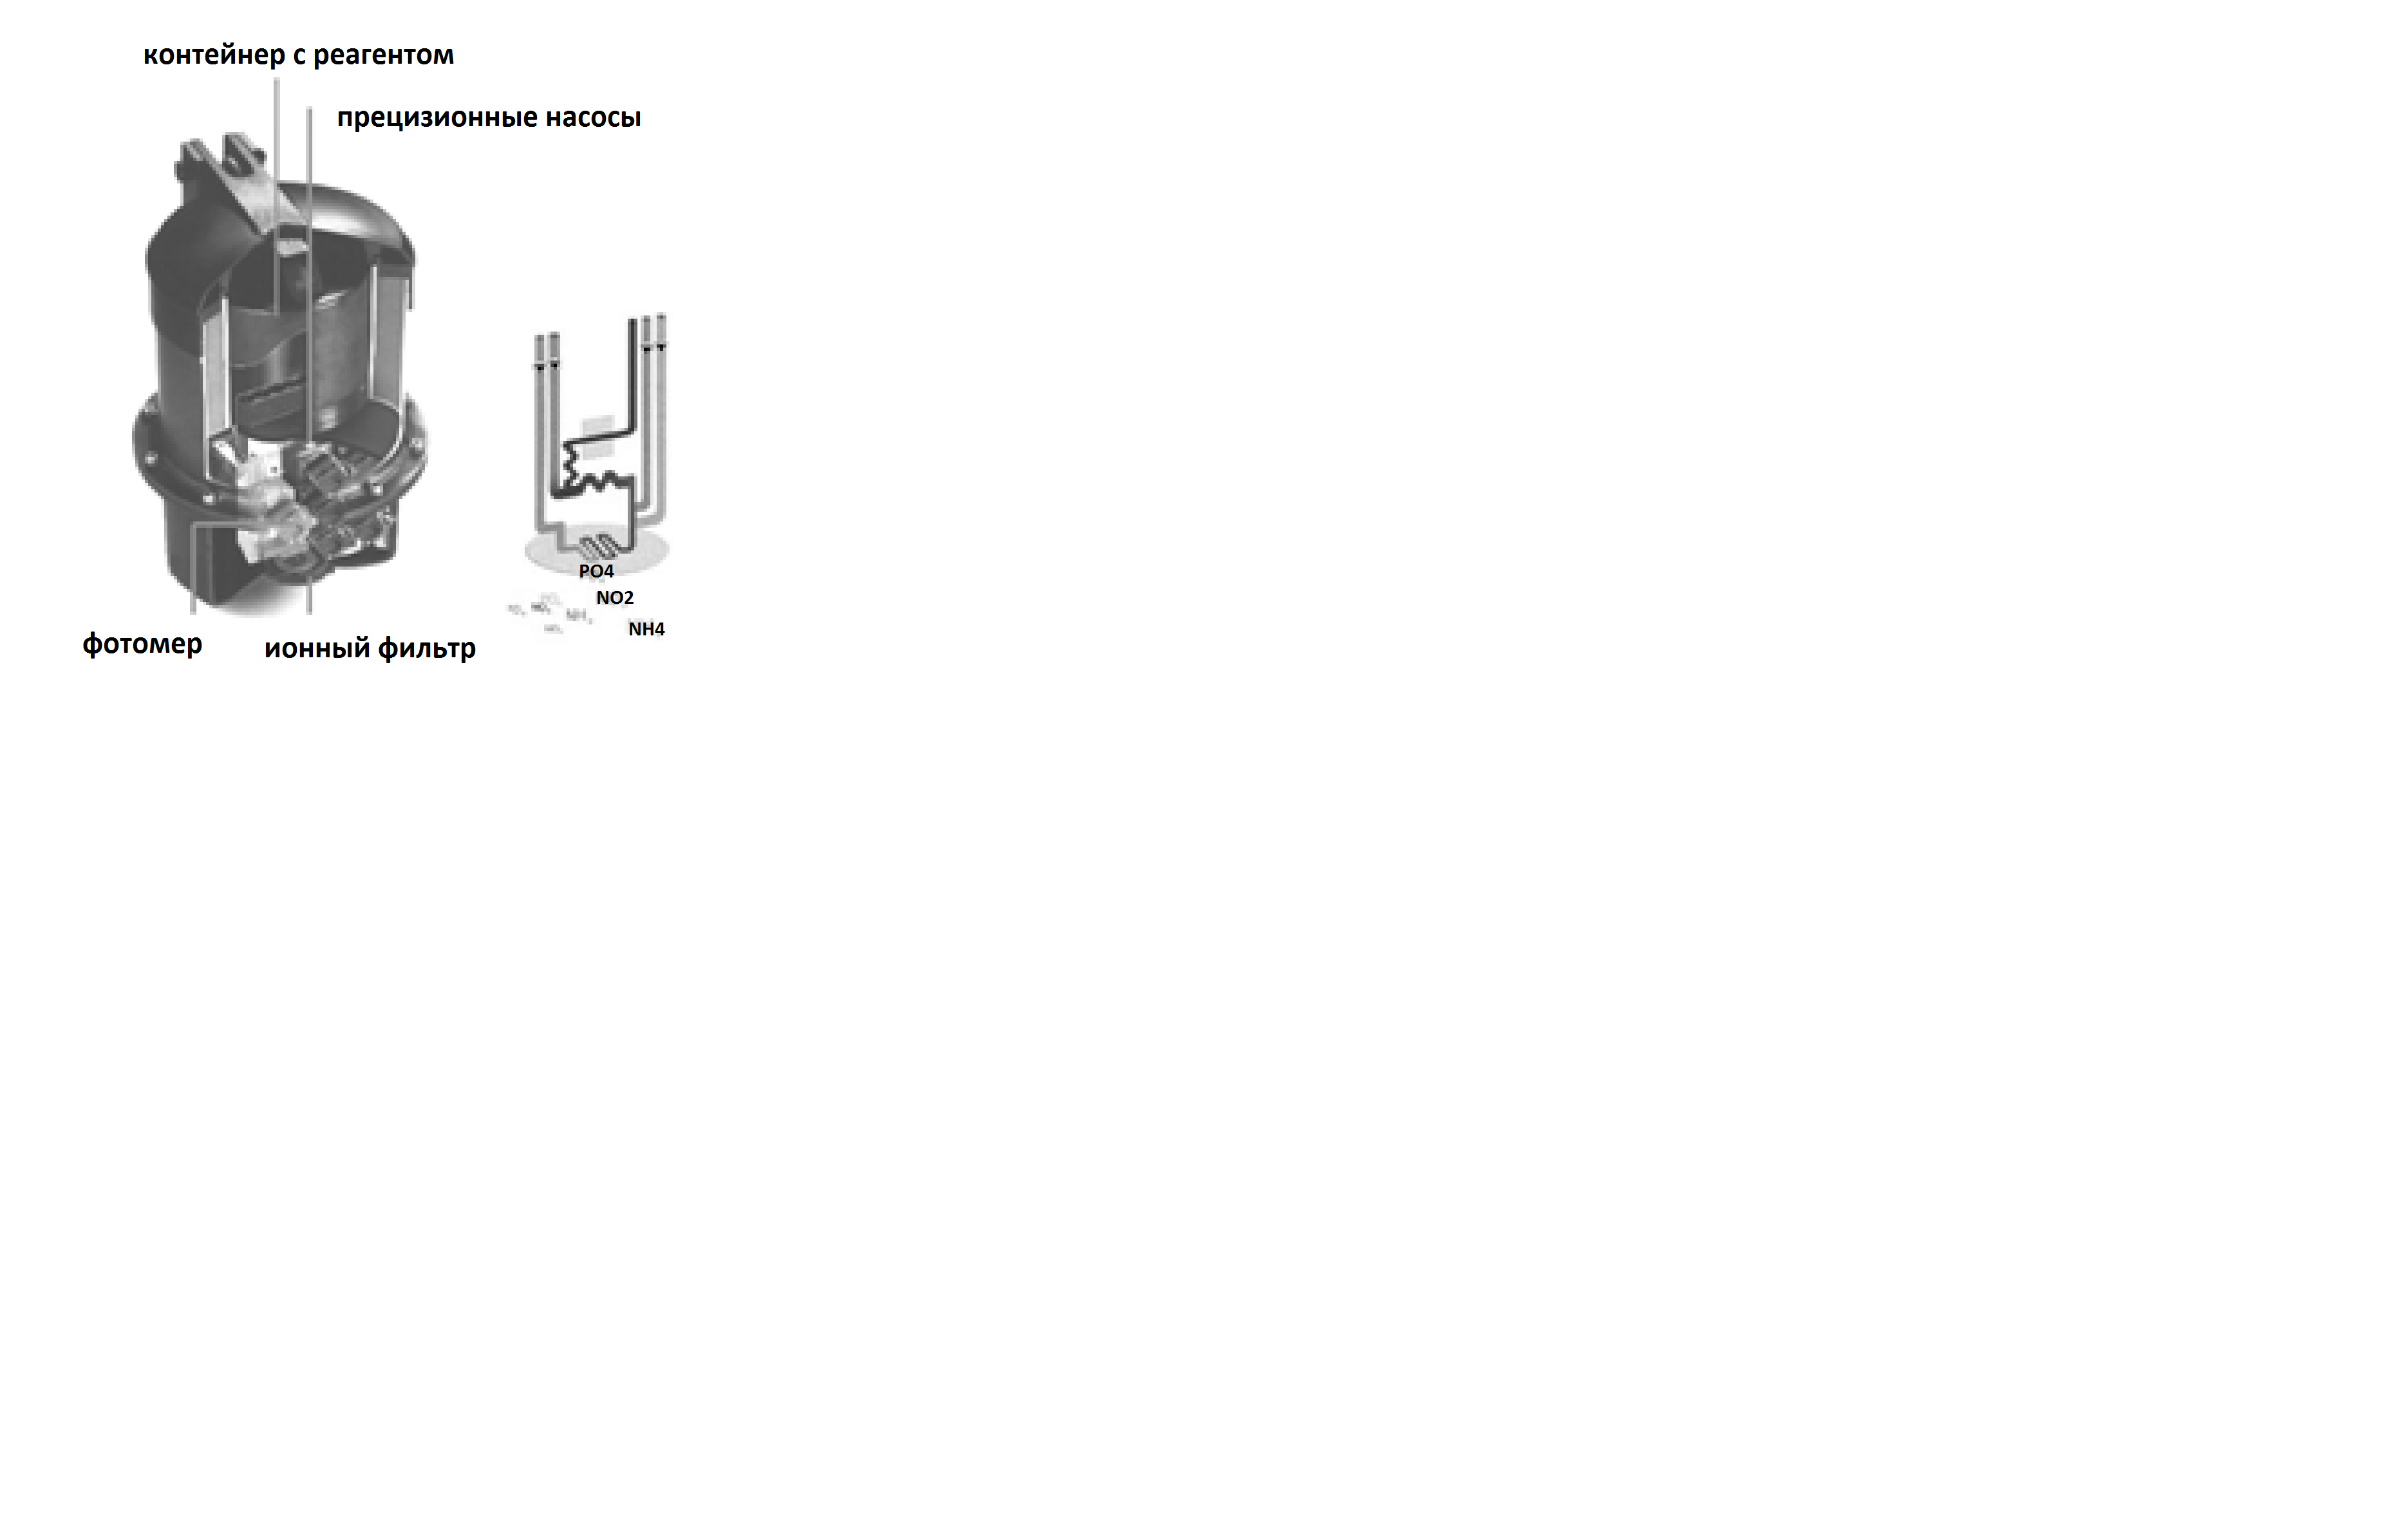 контейнер с реагентом
прецизионные насосы
PO4
NO2
NH4
фотомер
ионный фильтр